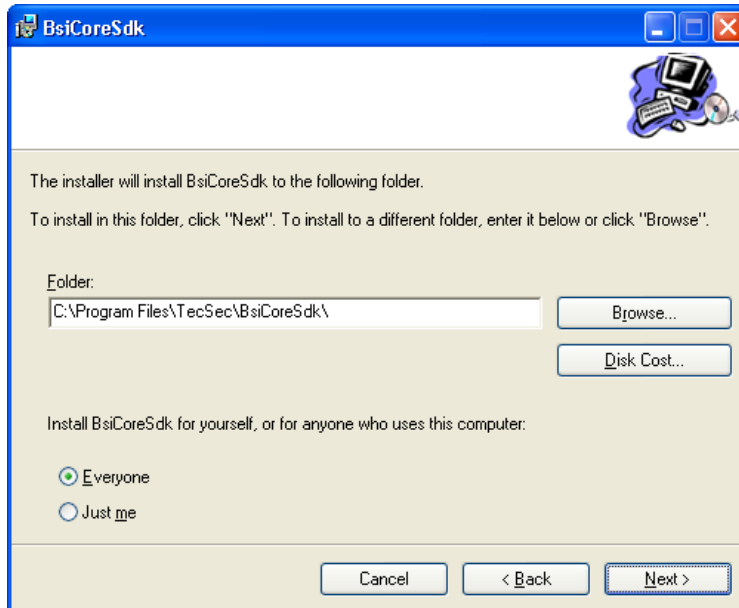 BsiCoreSdk
The installer will install BsiCoreSdk to the following folder.
To install in this folder, click "Next". To install to a different folder, enter it below or click "Browse".
Folder:
C:\Program Files\TecSec\BsiCoreSdk\
Browse...
Disk Cost...
Install BsiCoreSdk for yourself, or for anyone who uses this computer:
Everyone
Just me
Cancel
< Back
Next >